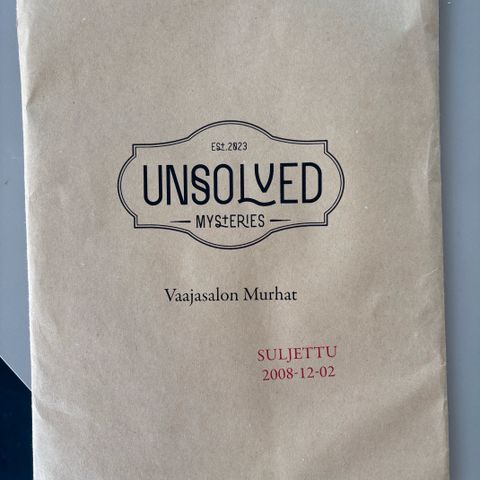 EST.2023
UNSOLVED
MYSTERIES
Vaajasalon Murhat
SULJETTU
2008-12-02